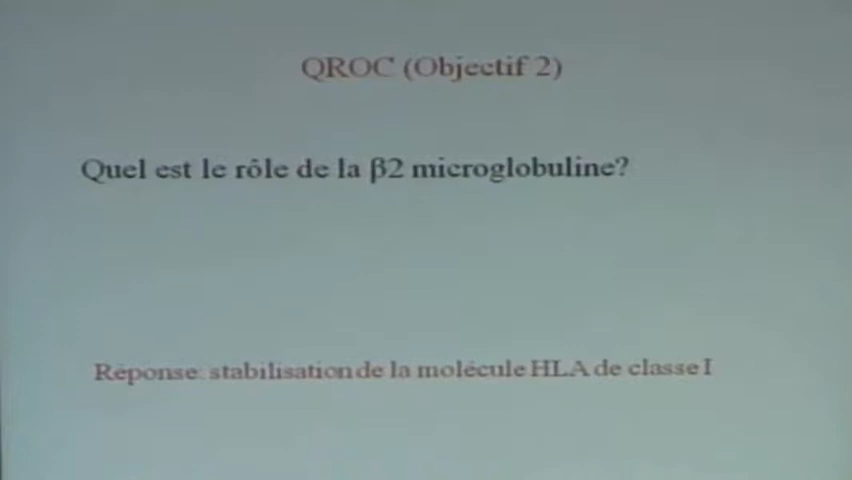 QROC (Objectif 2)
Quel est le rôle de la β2 microglobuline?
Réponse: stabilisation de la molécule HLA de classe I